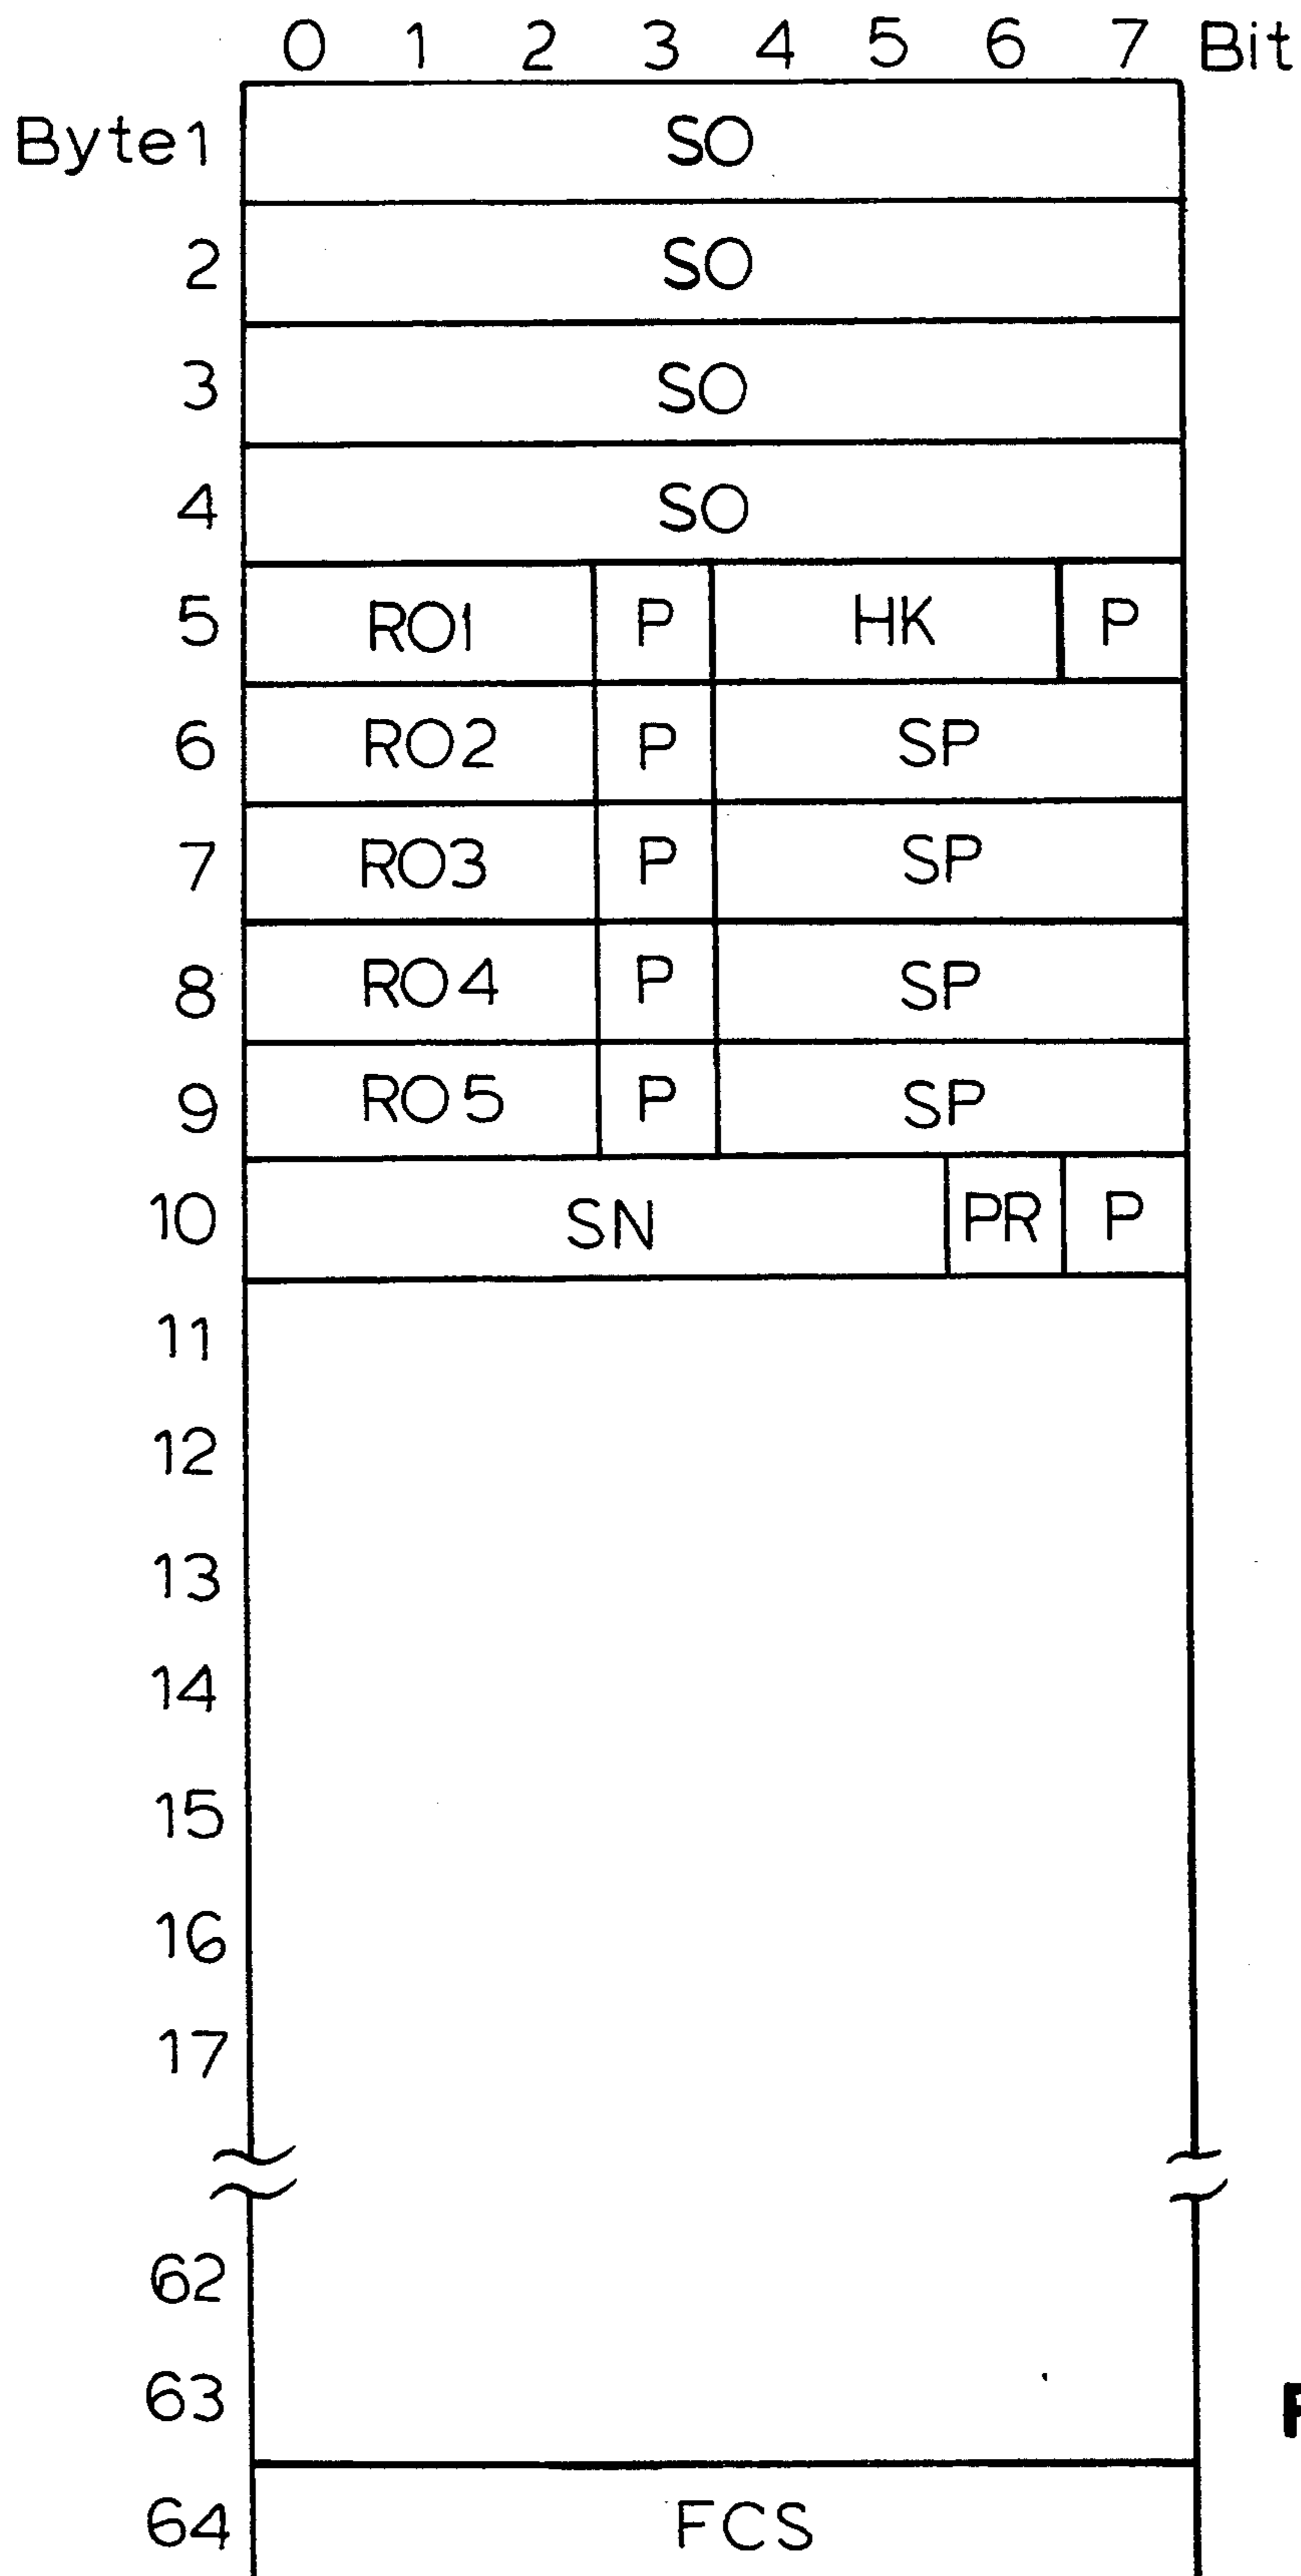 0 1 2 3 4 5 6 7 Bit
Byte1 SO
2 SO
3 SO
4 SO
5 RO1 P HK P
6 RO2 P SP
7 RO3 P SP
8 RO4 P SP
9 RO5 P SP
10 SN PR P
11
12
13
14
15
16
17
62
63
64 FCS